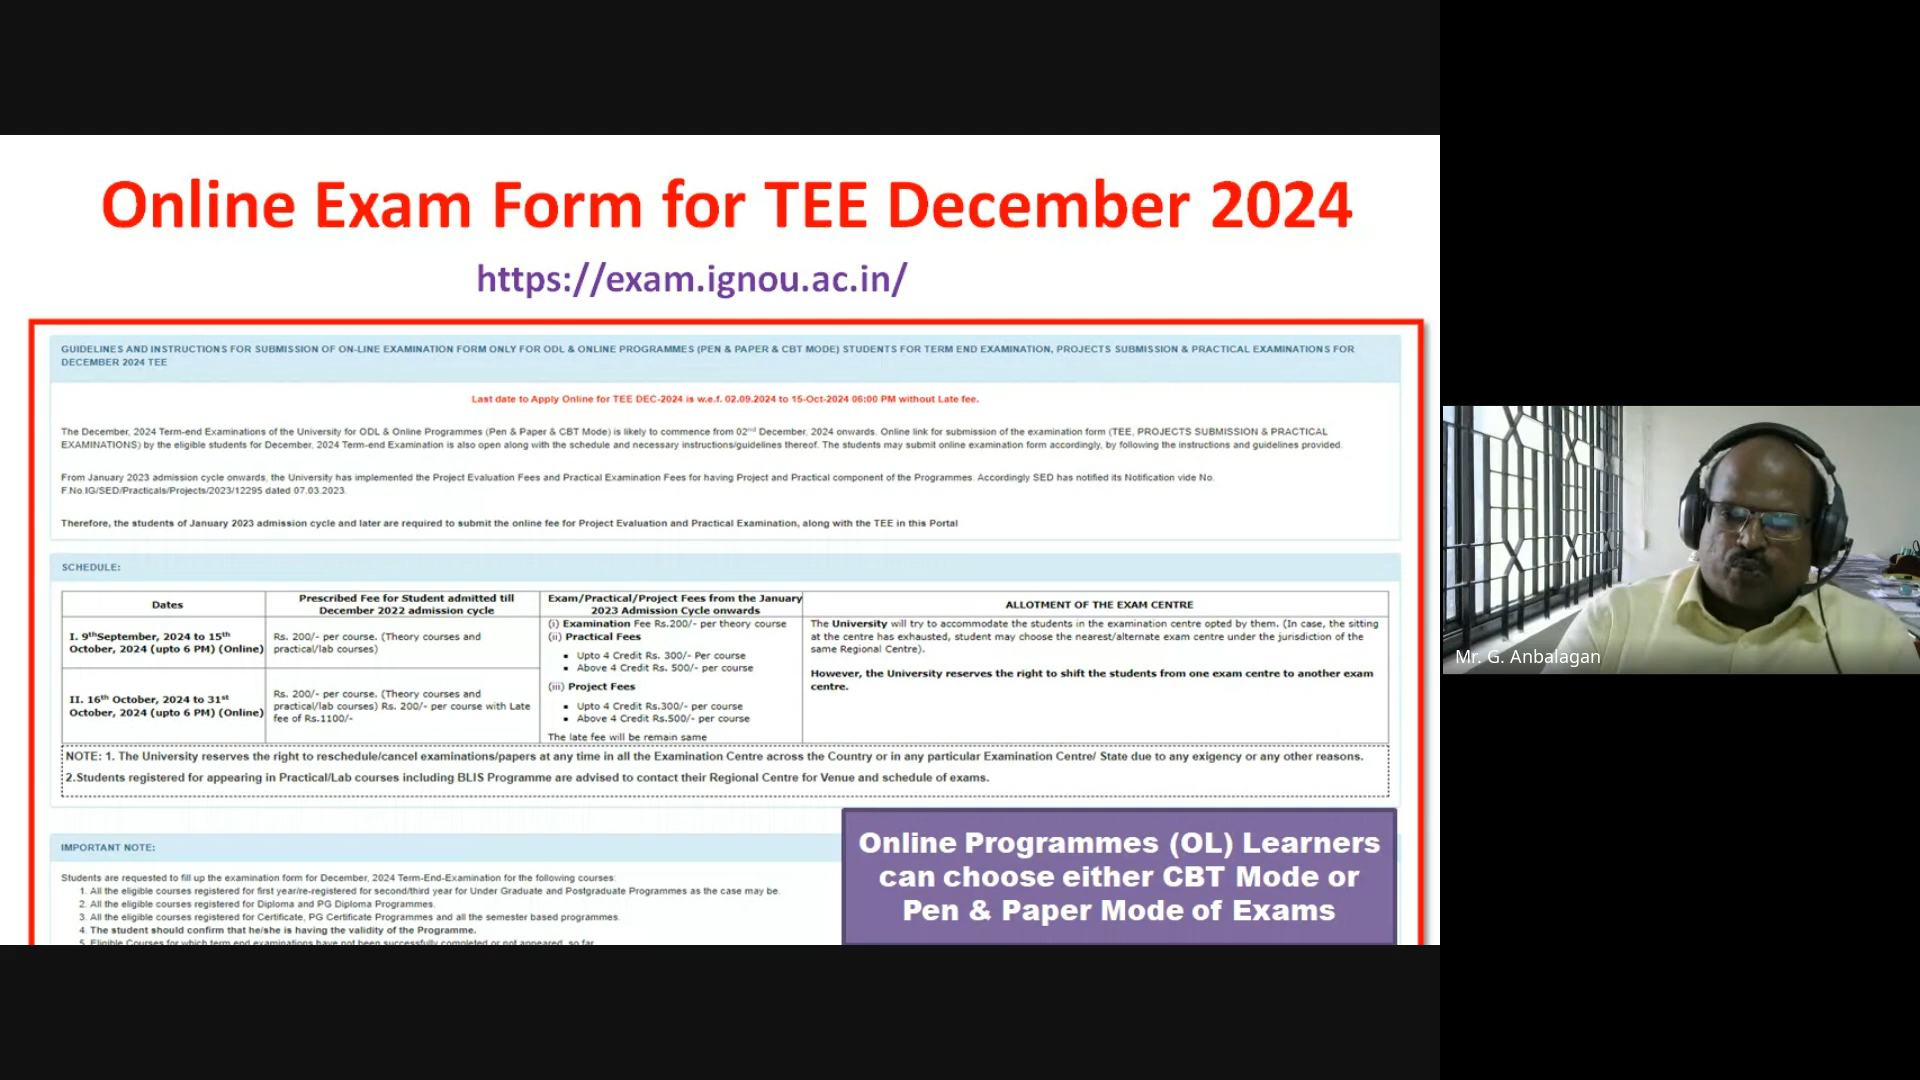 Online Exam Form for TEE December 2024
https://exam.ignou.ac.in/
GUIDELINES AND INSTRUCTIONS FOR SUBMISSION OF ON-LINE EXAMINATION FORM ONLY FOR ODL & ONLINE PROGRAMMES (PEN & PAPER & CBT MODE) STUDENTS FOR TERM END EXAMINATION, PROJECTS SUBMISSION & PRACTICAL EXAMINATIONS FOR
DECEMBER 2024 TEE
Last date to Apply Online for TEE DEC-2024 is w.e.f. 02.09.2024 to 15-Oct-2024 06:00 PM without Late fee.
The December, 2024 Term-end Examinations of the University for ODL & Online Programmes (Pen & Paper & CBT Mode) is likely to commence from 02nd December, 2024 onwards. Online link for submission of the examination form (TEE, PROJECTS SUBMISSION & PRACTICAL
EXAMINATIONS) by the eligible students for December, 2024 Term-end Examination is also open along with the schedule and necessary instructions/guidelines thereof. The students may submit online examination form accordingly, by following the instructions and guidelines provided.
From January 2023 admission cycle onwards, the University has implemented the Project Evaluation Fees and Practical Examination Fees for having Project and Practical component of the Programmes. Accordingly SED has notified its Notification vide No.
F.No.IG/SED/Practicals/Projects/2023/12295 dated 07.03.2023.
Therefore, the students of January 2023 admission cycle and later are required to submit the online fee for Project Evaluation and Practical Examination, along with the TEE in this Portal
SCHEDULE:
Dates
Prescribed Fee for Student admitted till
December 2022 admission cycle
Exam/Practical/Project Fees from the January
2023 Admission Cycle onwards
ALLOTMENT OF THE EXAM CENTRE
I. 9thSeptember, 2024 to 15th
October, 2024 (upto 6 PM) (Online)
Rs. 200/- per course. (Theory courses and
practical/lab courses)
(i) Examination Fee Rs.200/- per theory course
(ii) Practical Fees
▪ Upto 4 Credit Rs. 300/- Per course
▪ Above 4 Credit Rs. 500/- per course
(iii) Project Fees
▪ Upto 4 Credit Rs.300/- per course
▪ Above 4 Credit Rs.500/- per course
The late fee will be remain same
The University will try to accommodate the students in the examination centre opted by them. (In case, the sitting
at the centre has exhausted, student may choose the nearest/alternate exam centre under the jurisdiction of the
same Regional Centre).
However, the University reserves the right to shift the students from one exam centre to another exam
centre.
II. 16th October, 2024 to 31st
October, 2024 (upto 6 PM) (Online)
Rs. 200/- per course. (Theory courses and
practical/lab courses) Rs. 200/- per course with Late
fee of Rs.1100/-
NOTE: 1. The University reserves the right to reschedule/cancel examinations/papers at any time in all the Examination Centre across the Country or in any particular Examination Centre/ State due to any exigency or any other reasons.
2.Students registered for appearing in Practical/Lab courses including BLIS Programme are advised to contact their Regional Centre for Venue and schedule of exams.
IMPORTANT NOTE:
Students are requested to fill up the examination form for December, 2024 Term-End-Examination for the following courses:
1. All the eligible courses registered for first year/re-registered for second/third year for Under Graduate and Postgraduate Programmes as the case may be.
2. All the eligible courses registered for Diploma and PG Diploma Programmes.
3. All the eligible courses registered for Certificate, PG Certificate Programmes and all the semester based programmes.
4. The student should confirm that he/she is having the validity of the Programme.
5. Eligible Courses for which term end examinations have not been successfully completed or not appeared, so far
Online Programmes (OL) Learners
can choose either CBT Mode or
Pen & Paper Mode of Exams
Mr. G. Anbalagan